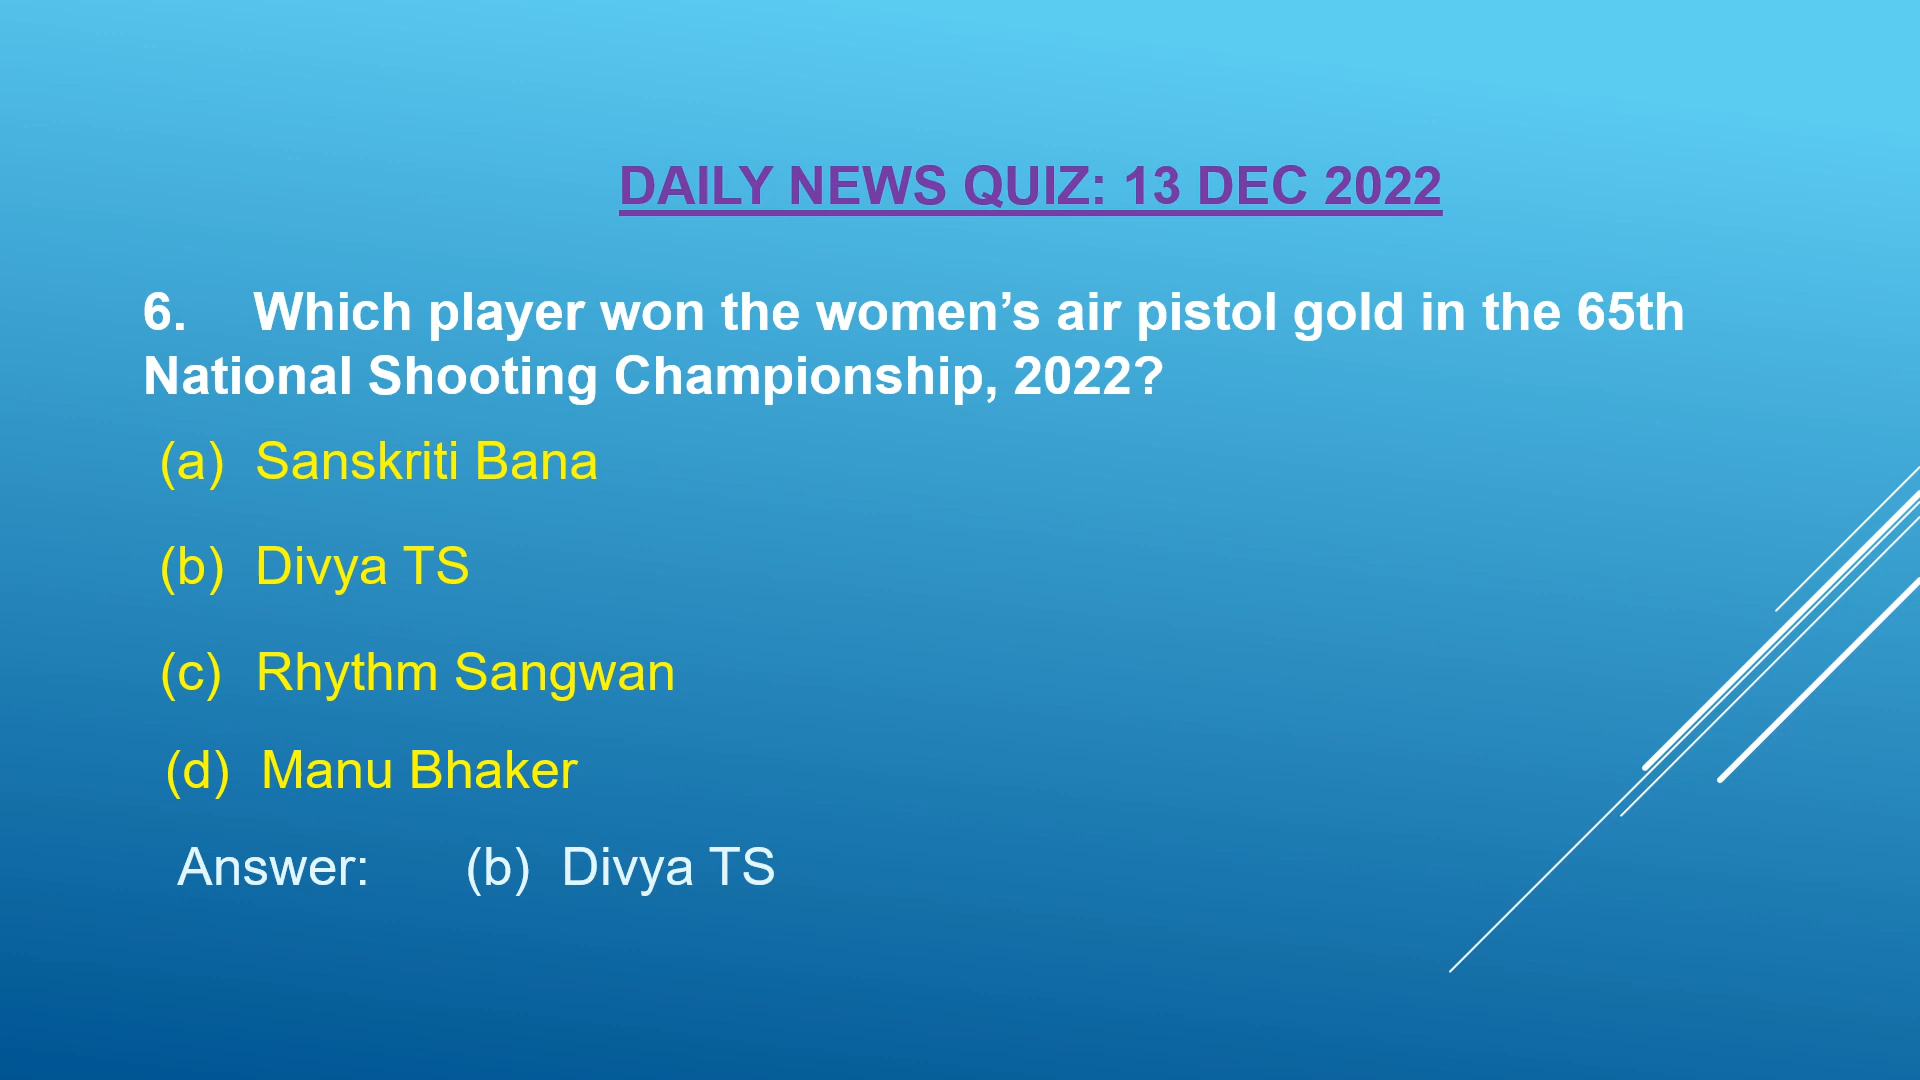 DAILY NEWS QUIZ: 13 DEC 2022
6. Which player won the women’s air pistol gold in the 65th
National Shooting Championship, 2022?
(a) Sanskriti Bana
(b) Divya TS
(c) Rhythm Sangwan
(d) Manu Bhaker
Answer: (b) Divya TS